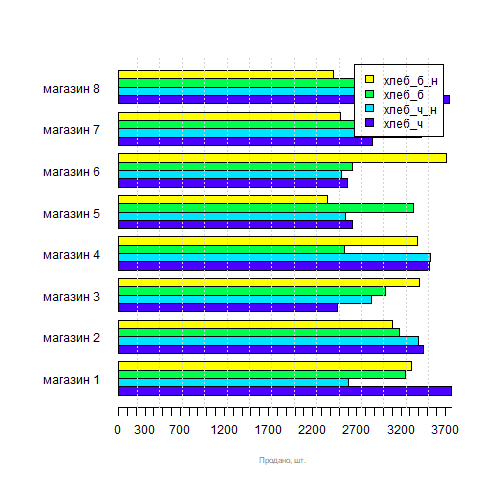 хлеб_б_н
хлеб_б
хлеб_ч_н
хлеб_ч
магазин 8
магазин 7
магазин 6
магазин 5
магазин 4
магазин 3
магазин 2
магазин 1
0 300 700 1200 1700 2200 2700 3200 3700
Продано, шт.